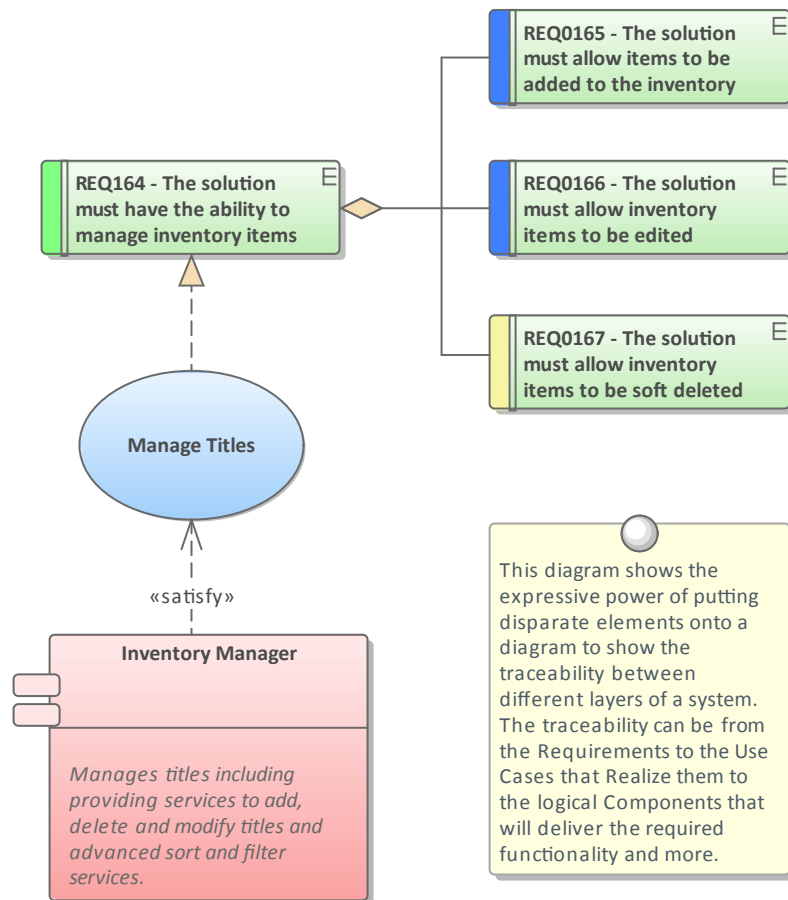 REQ0165 - The solution
must allow items to be
added to the inventory
REQ164 - The solution
must have the ability to
manage inventory items
REQ0166 - The solution
must allow inventory
items to be edited
REQ0167 - The solution
must allow inventory
items to be soft deleted
Manage Titles
«satisfy»
Inventory Manager
Manages titles including
providing services to add,
delete and modify titles and
advanced sort and filter
services.
This diagram shows the
expressive power of putting
disparate elements onto a
diagram to show the
traceability between
different layers of a system.
The traceability can be from
the Requirements to the Use
Cases that Realize them to
the logical Components that
will deliver the required
functionality and more.